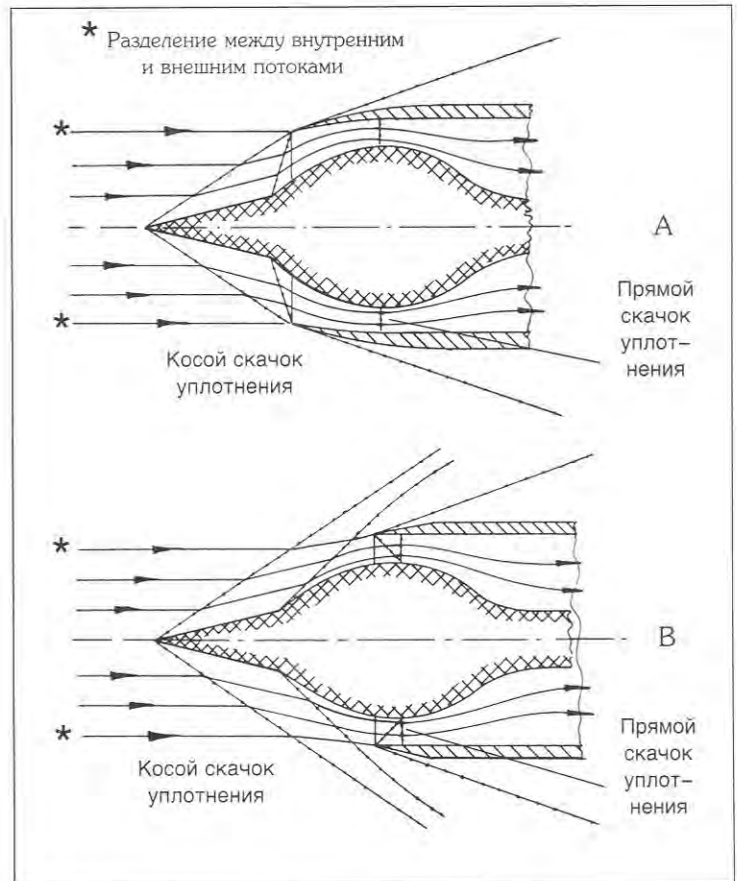 * Разделение между внутренним
и внешним потоками
*
A
Прямой
скачок
уплот–
нения
*
Косой скачок
уплотнения
*
B
Прямой
скачок
уплот–
нения
*
Косой скачок
уплотнения